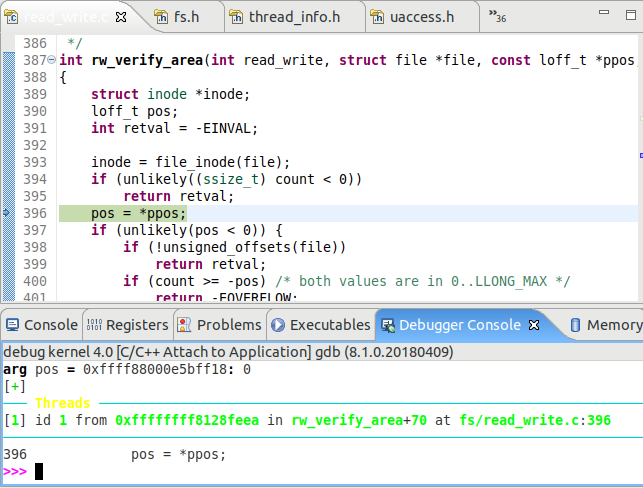 read_write.c fs.h thread_info.h uaccess.h »36
386 */
387 int rw_verify_area(int read_write, struct file *file, const loff_t *ppos,
388 {
389 struct inode *inode;
390 loff_t pos;
391 int retval = -EINVAL;
392
393 inode = file_inode(file);
394 if (unlikely((ssize_t) count < 0))
395 return retval;
396 pos = *ppos;
397 if (unlikely(pos < 0)) {
398 if (!unsigned_offsets(file))
399 return retval;
400 if (count >= -pos) /* both values are in 0..LLONG_MAX */
401 return -EOVERFLOW;
Console Registers Problems Executables Debugger Console Memory
debug kernel 4.0 [C/C++ Attach to Application] gdb (8.1.0.20180409)
arg pos = 0xffff88000e5bff18: 0
[+]
Threads
[1] id 1 from 0xffffffff8128feea in rw_verify_area+70 at fs/read_write.c:396
396 pos = *ppos;
>>>